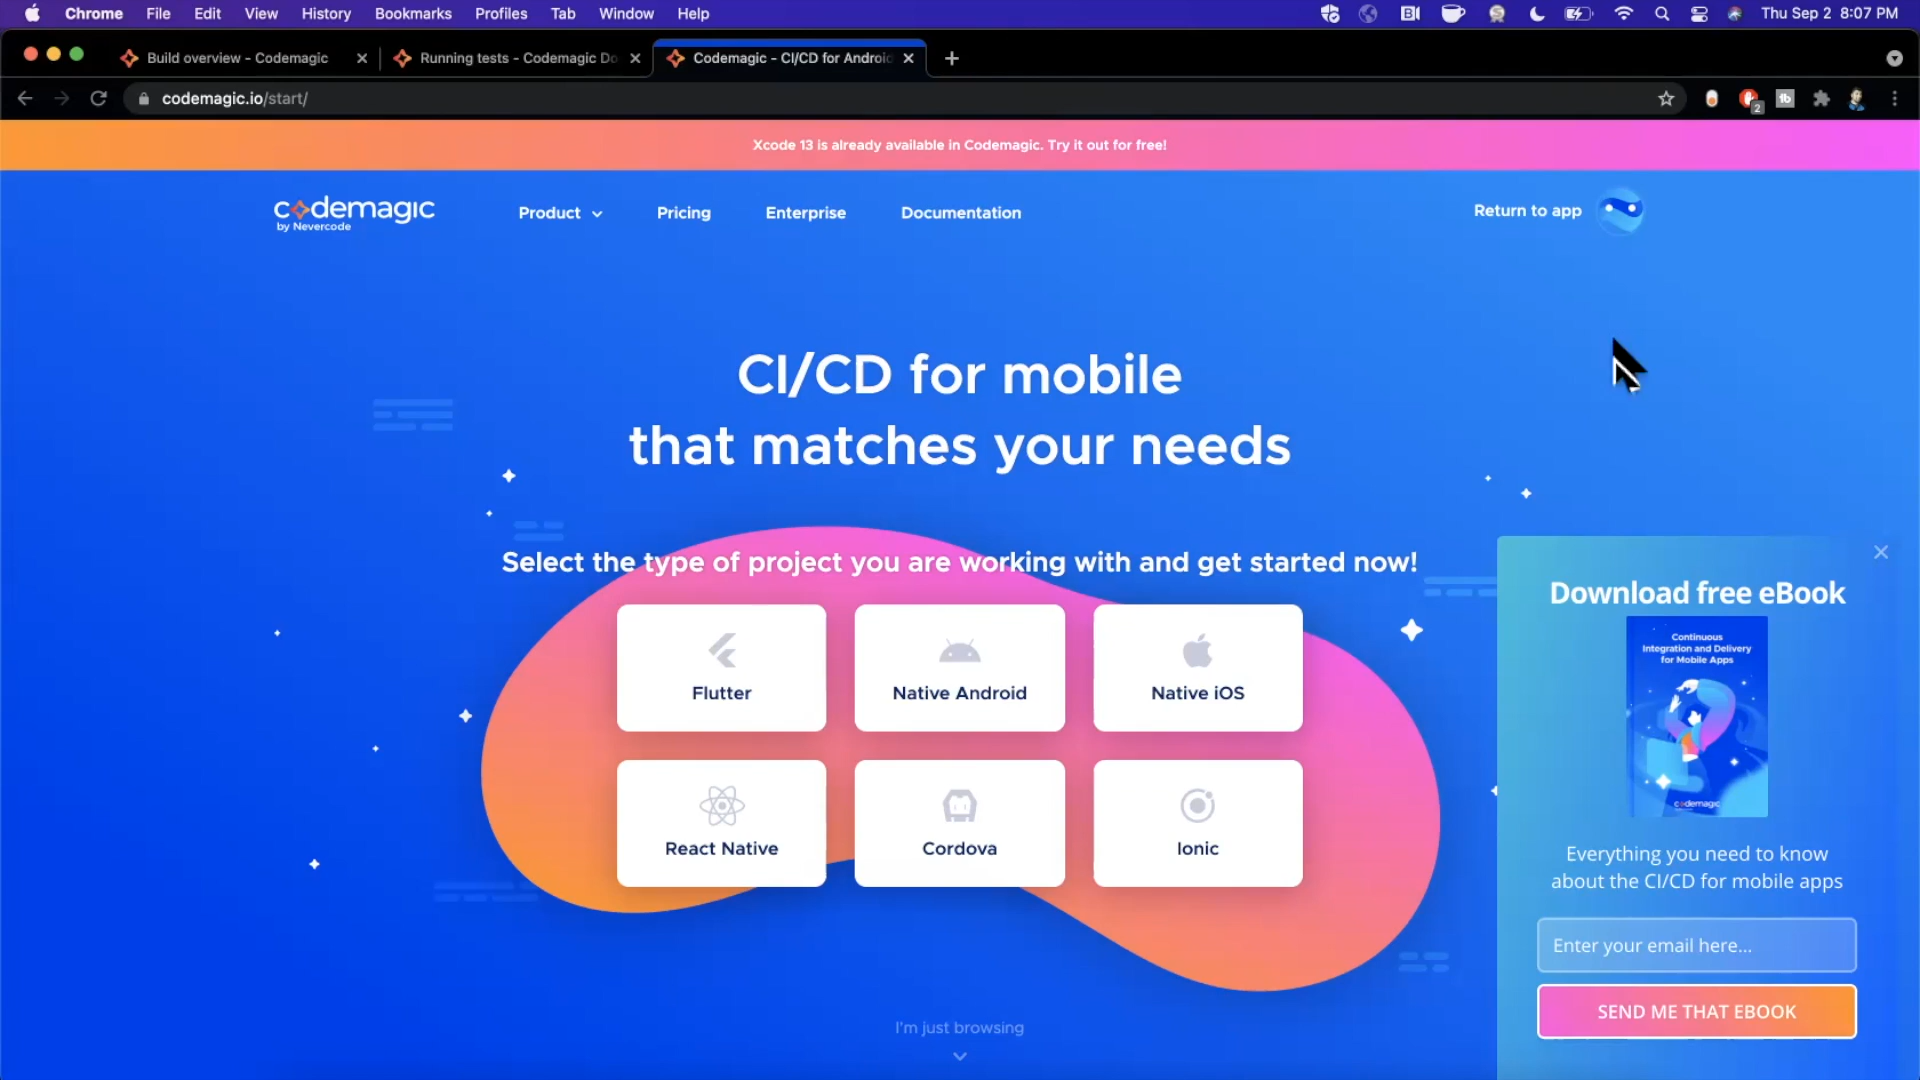 Chrome File Edit View History Bookmarks Profiles Tab Window Help Thu Sep 2 8:07 PM
Build overview - Codemagic Running tests - Codemagic Do Codemagic - CI/CD for Androi
codemagic.io/start/
2
Xcode 13 is already available in Codemagic. Try it out for free!
codemagic
by Nevercode
Product Pricing Enterprise Documentation Return to app
CI/CD for mobile
that matches your needs
Select the type of project you are working with and get started now!
Flutter Native Android Native iOS
React Native Cordova Ionic
I'm just browsing
Download free eBook
Continuous
Integration and Delivery
for Mobile Apps
codemagic
Everything you need to know
about the CI/CD for mobile apps
Enter your email here...
SEND ME THAT EBOOK